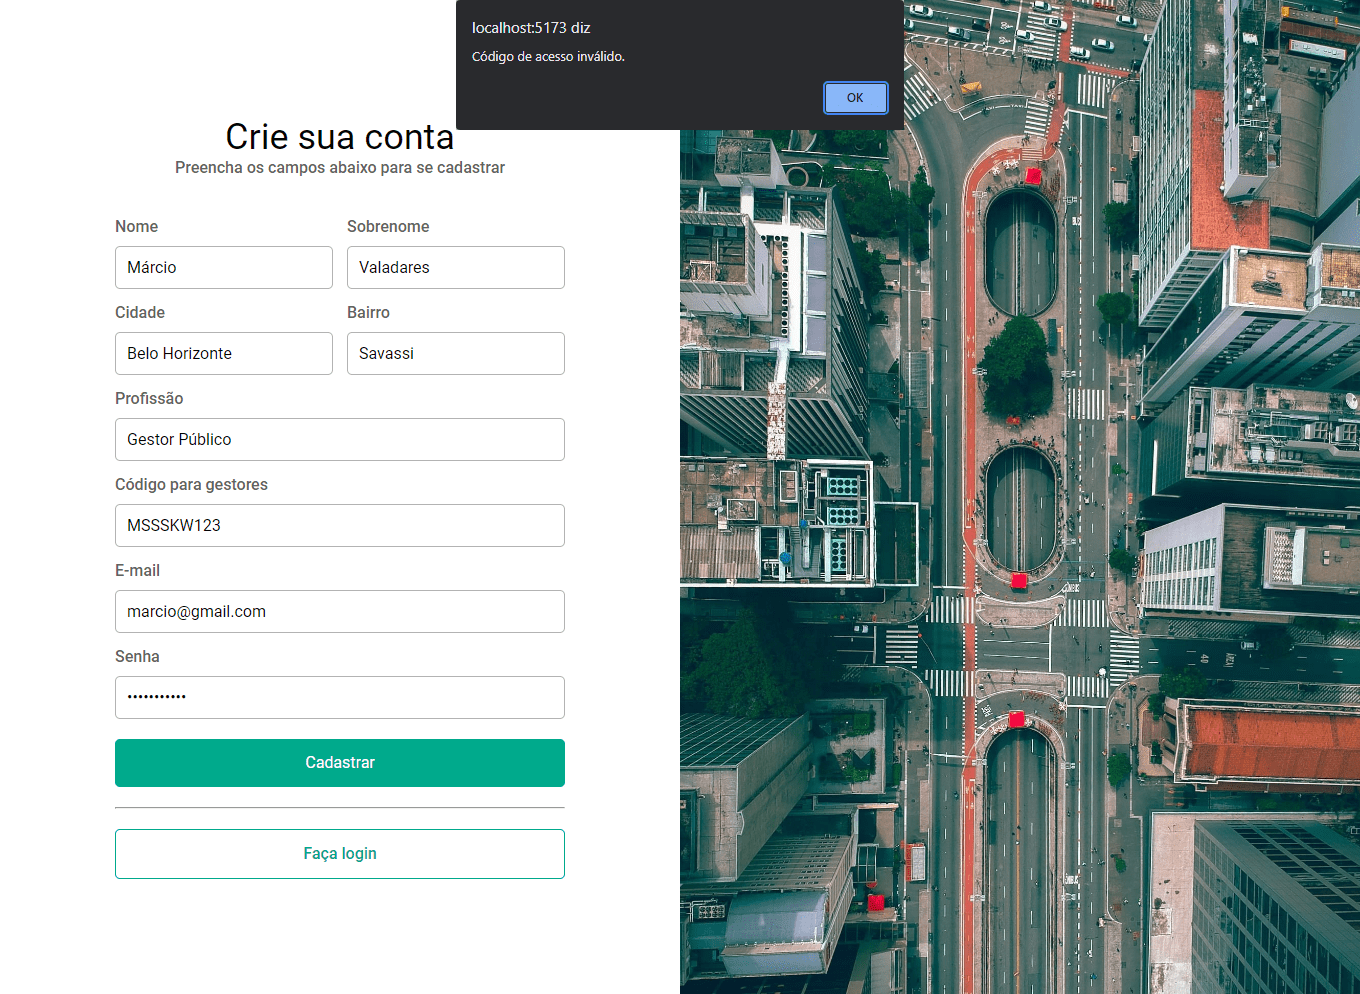 localhost:5173 diz
Código de acesso inválido.
OK
Crie sua conta
Preencha os campos abaixo para se cadastrar
Nome
Sobrenome
Márcio
Valadares
Cidade
Bairro
Belo Horizonte
Savassi
Profissão
Gestor Público
Código para gestores
MSSSKW123
E-mail
marcio@gmail.com
Senha
•••••••••••
Cadastrar
Faça login